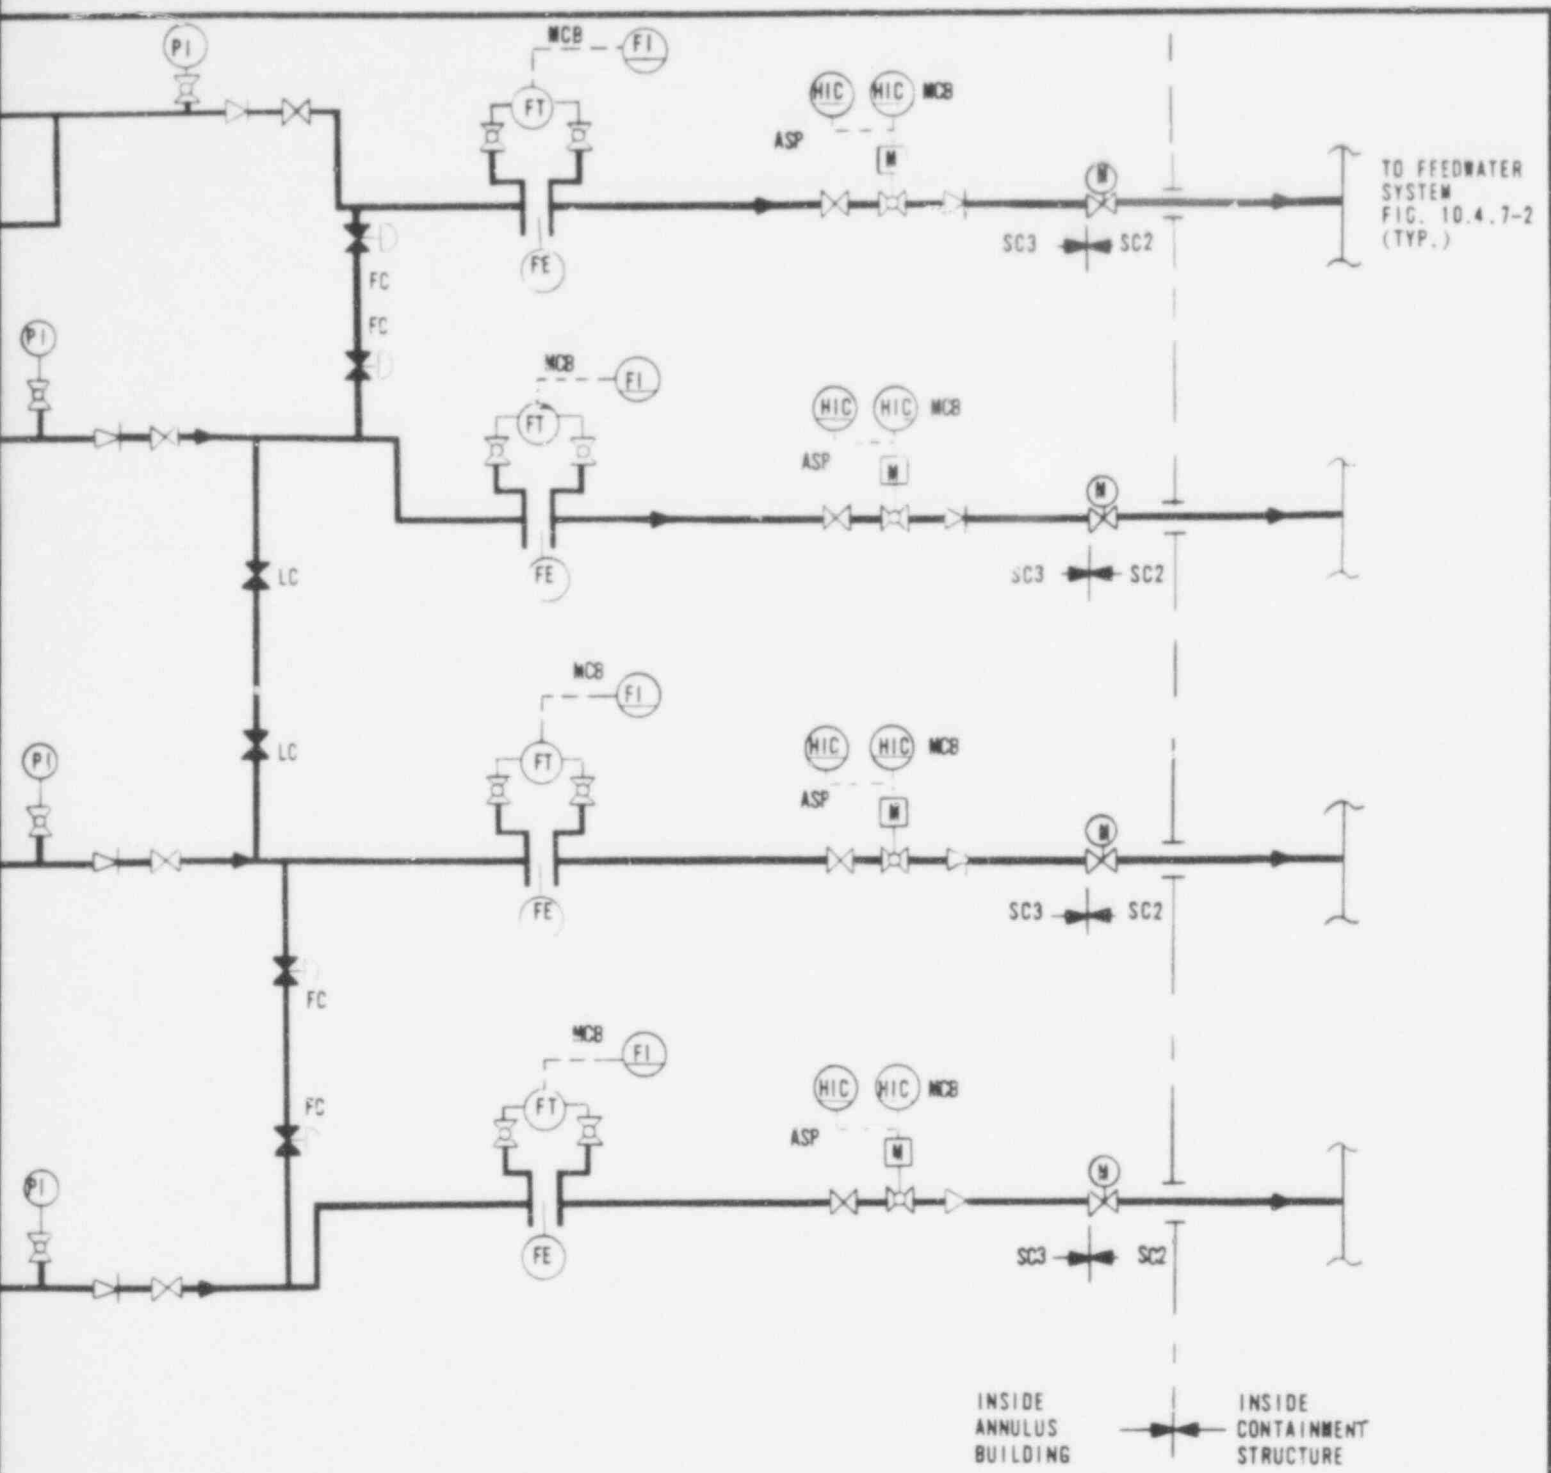 PI
MCB FI
FT
HIC HIC MCB
ASP
M
M
TO FFEDWATER
SYSTEM
FIG. 10.4.7-2
(TYP.)
SC3 SC2
FE
FC
FC
PI
MCB FI
FT
HIC HIC MCB
ASP
M
M
FE
LC
SC3 SC2
MCB FI
LC
PI
FT
HIC HIC MCB
ASP
M
M
FE
SC3 SC2
FC
MCB FI
FC
FT
HIC HIC MCB
ASP
M
M
PI
FE
SC3 SC2
INSIDE
ANNULUS
BUILDING
INSIDE
CONTAINMENT
STRUCTURE